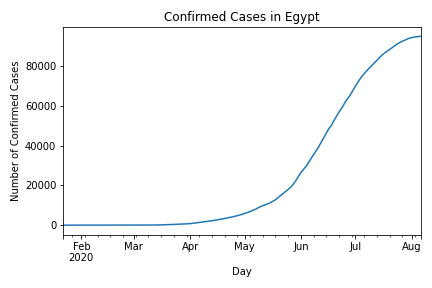 Confirmed Cases in Egypt
Number of Confirmed Cases
80000
60000
40000
20000
0
Feb Mar Apr May Jun Jul Aug
2020
Day